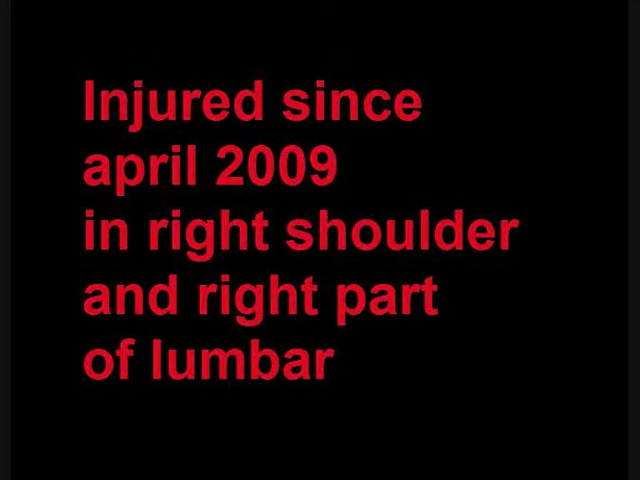 Injured since
april 2009
in right shoulder
and right part
of lumbar